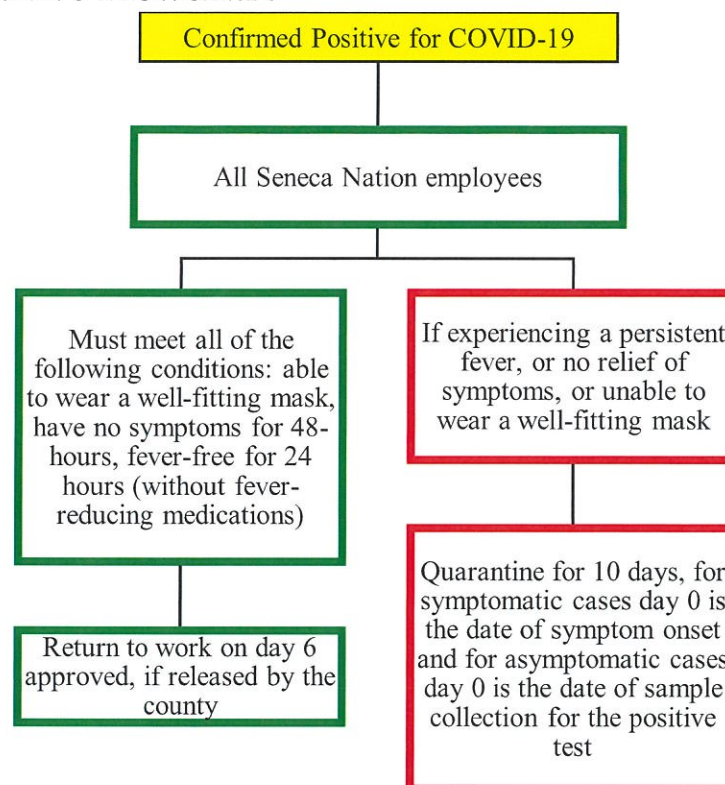 Confirmed Positive for COVID-19
All Seneca Nation employees
Must meet all of the
following conditions: able
to wear a well-fitting mask,
have no symptoms for 48-
hours, fever-free for 24
hours (without fever-
reducing medications)
Return to work on day 6
approved, if released by the
county
If experiencing a persistent
fever, or no relief of
symptoms, or unable to
wear a well-fitting mask
Quarantine for 10 days, for
symptomatic cases day 0 is
the date of symptom onset
and for asymptomatic cases
day 0 is the date of sample
collection for the positive
test